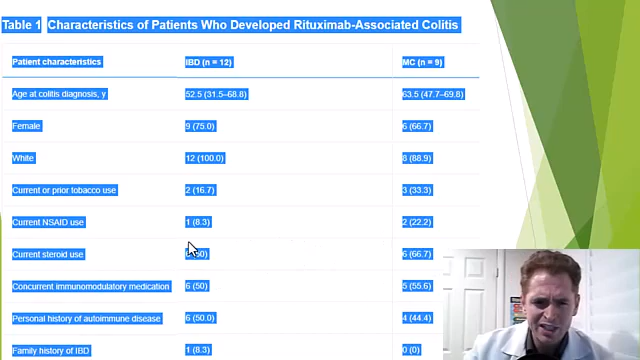 Table 1 Characteristics of Patients Who Developed Rituximab-Associated Colitis
Patient characteristics IBD (n = 12) MC (n = 9)
Age at colitis diagnosis, y 52.5 (31.5–68.8) 63.5 (47.7–69.8)
Female 9 (75.0) 6 (66.7)
White 12 (100.0) 8 (88.9)
Current or prior tobacco use 2 (16.7) 3 (33.3)
Current NSAID use 1 (8.3) 2 (22.2)
Current steroid use 6 (66.7)
Concurrent immunomodulatory medication 6 (50) 5 (55.6)
Personal history of autoimmune disease 6 (50.0) 4 (44.4)
Family history of IBD 1 (8.3) 0 (0)